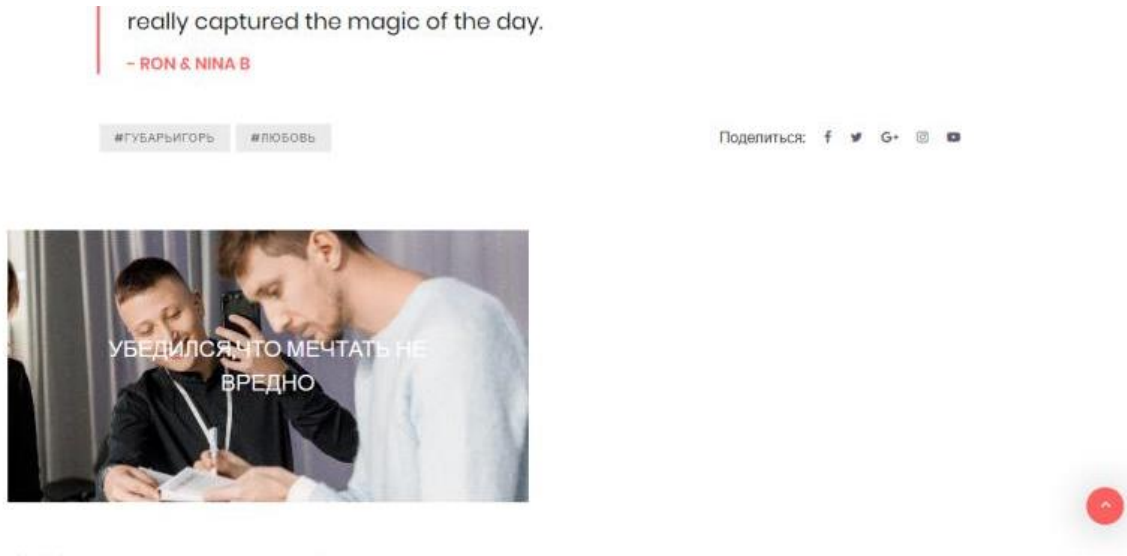 really captured the magic of the day.
- RON & NINA B
#ГУБАРЬИГОРЬ #ЛЮБОВЬ
Поделиться:
УБЕДИЛСЯ,ЧТО МЕЧТАТЬ НЕ
ВРЕДНО